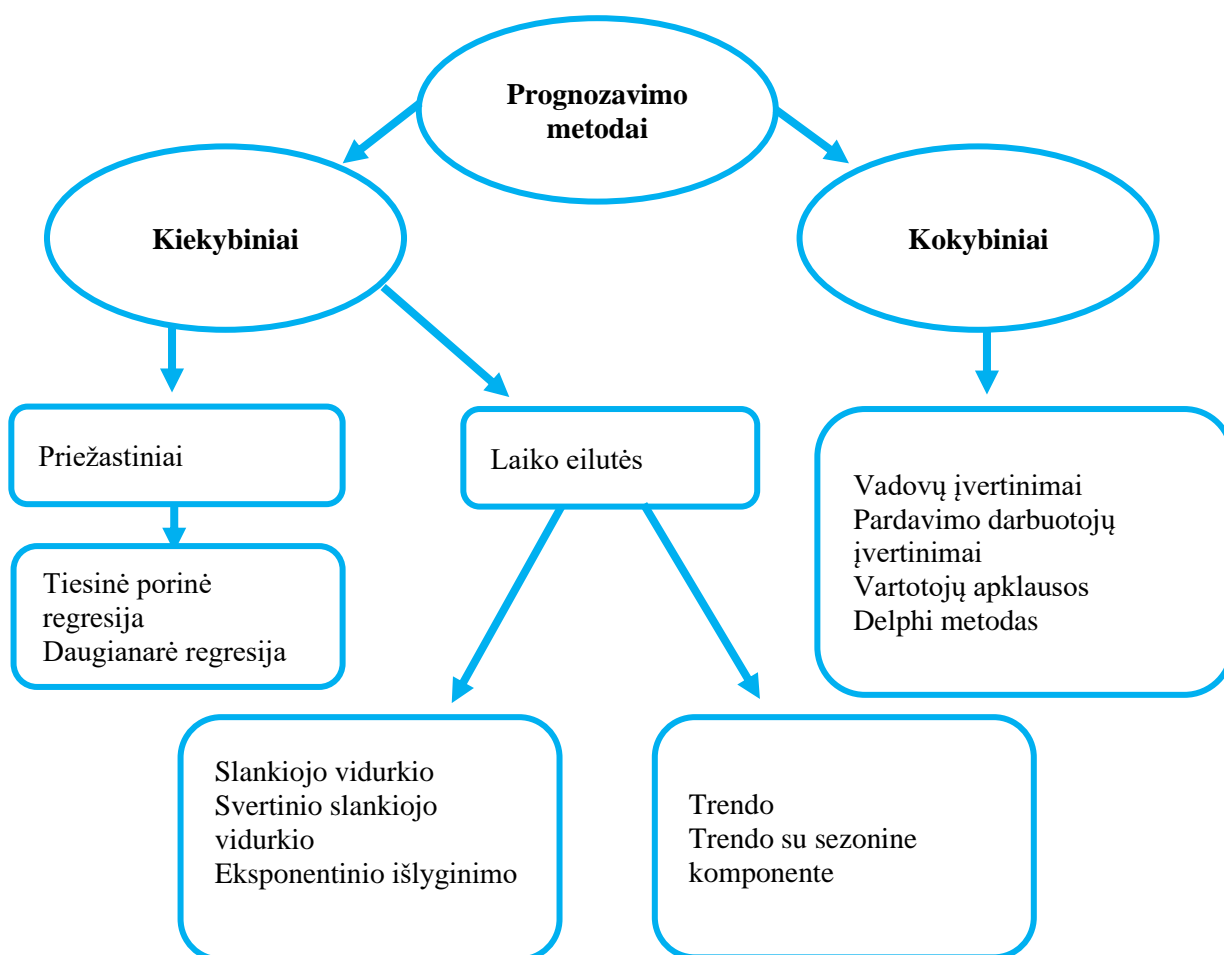 Prognozavimo
metodai
Kiekybiniai
Kokybiniai
Priežastiniai
Laiko eilutės
Vadovų įvertinimai
Pardavimo darbuotojų
įvertinimai
Vartotojų apklausos
Delphi metodas
Tiesinė porinė
regresija
Daugianarė regresija
Slankiojo vidurkio
Svertinio slankiojo
vidurkio
Eksponentinio išlyginimo
Trendo
Trendo su sezonine
komponente